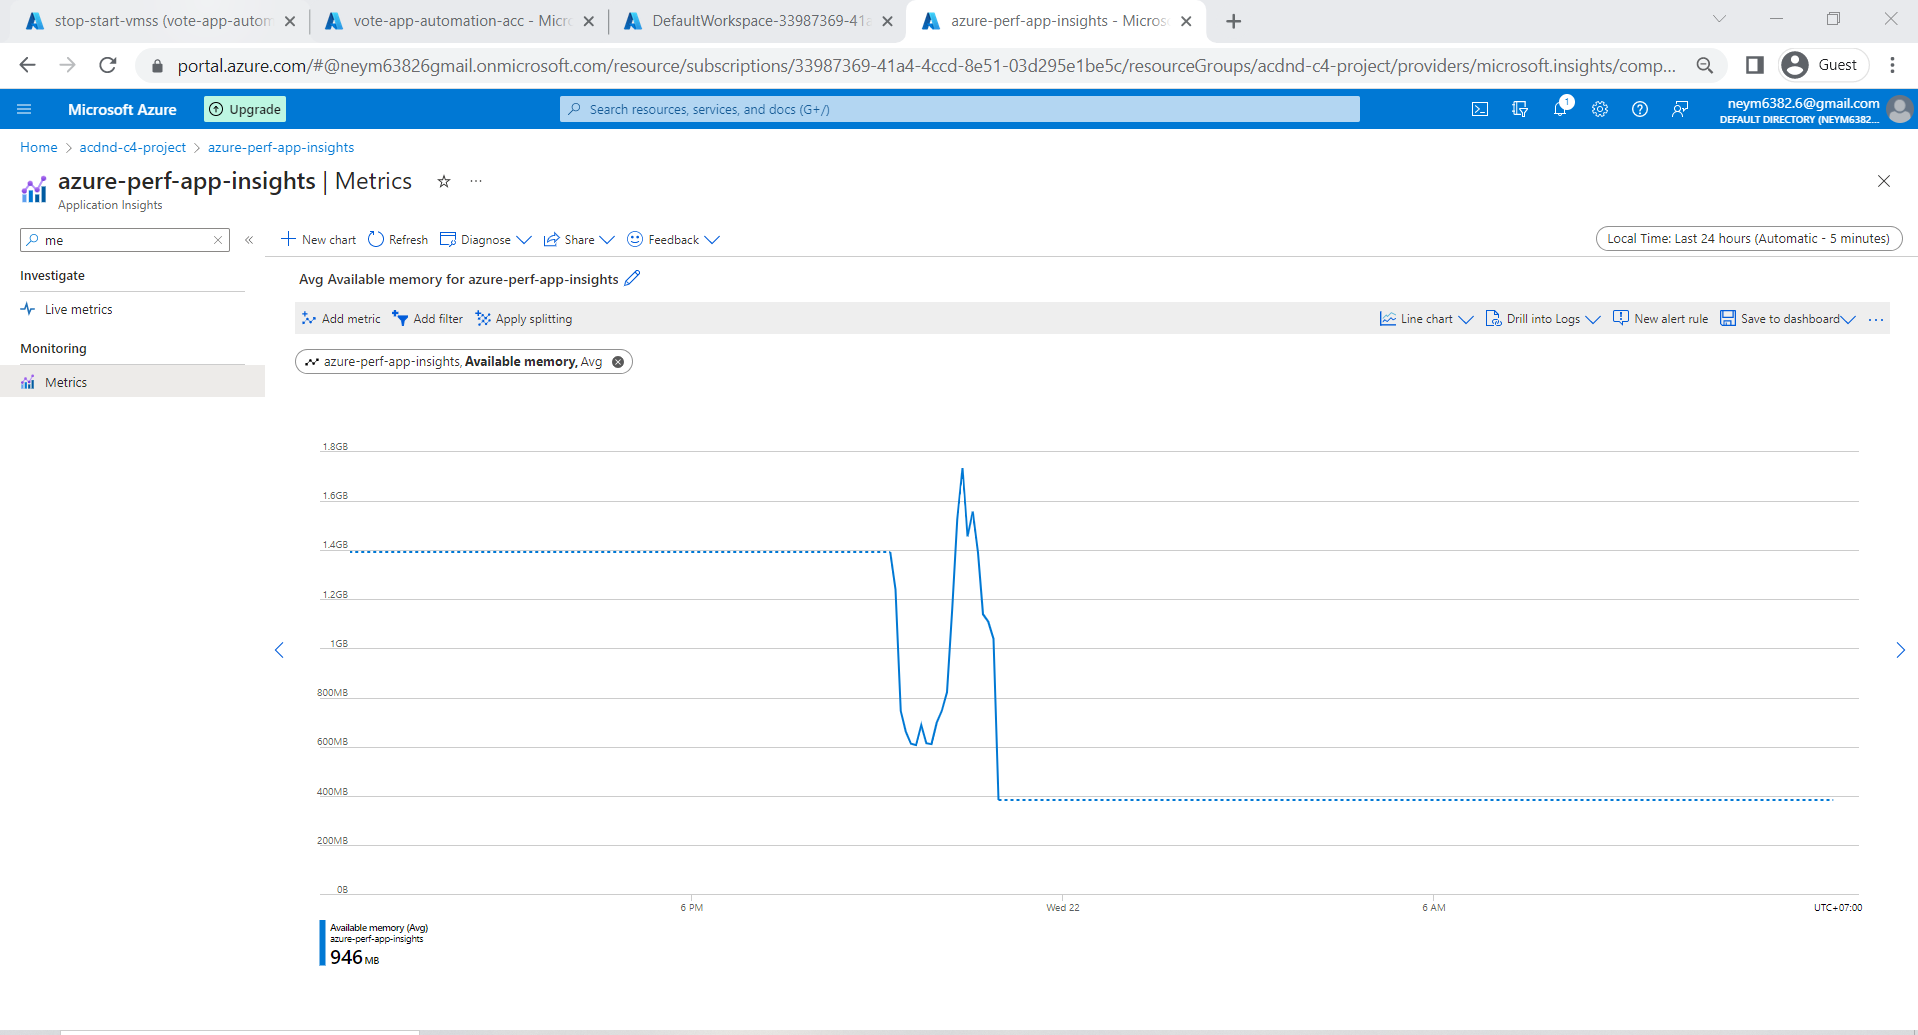 stop-start-vmss (vote-app-autom
vote-app-automation-acc - Micro
DefaultWorkspace-33987369-41a
azure-perf-app-insights - Micros
portal.azure.com/#@neym63826gmail.onmicrosoft.com/resource/subscriptions/33987369-41a4-4ccd-8e51-03d295e1be5c/resourceGroups/acdnd-c4-project/providers/microsoft.insights/comp...
Guest
Microsoft Azure
Upgrade
Search resources, services, and docs (G+/)
1
neym6382.6@gmail.com
DEFAULT DIRECTORY (NEYM6382...
Home > acdnd-c4-project > azure-perf-app-insights
azure-perf-app-insights | Metrics
Application Insights
me
Investigate
Live metrics
Monitoring
Metrics
New chart
Refresh
Diagnose
Share
Feedback
Local Time: Last 24 hours (Automatic - 5 minutes)
Avg Available memory for azure-perf-app-insights
Add metric
Add filter
Apply splitting
Line chart
Drill into Logs
New alert rule
Save to dashboard
azure-perf-app-insights, Available memory, Avg
1.8GB
1.6GB
1.4GB
1.2GB
1GB
800MB
600MB
400MB
200MB
0B
6 PM
Wed 22
6 AM
UTC+07:00
Available memory (Avg)
azure-perf-app-insights
946 MB